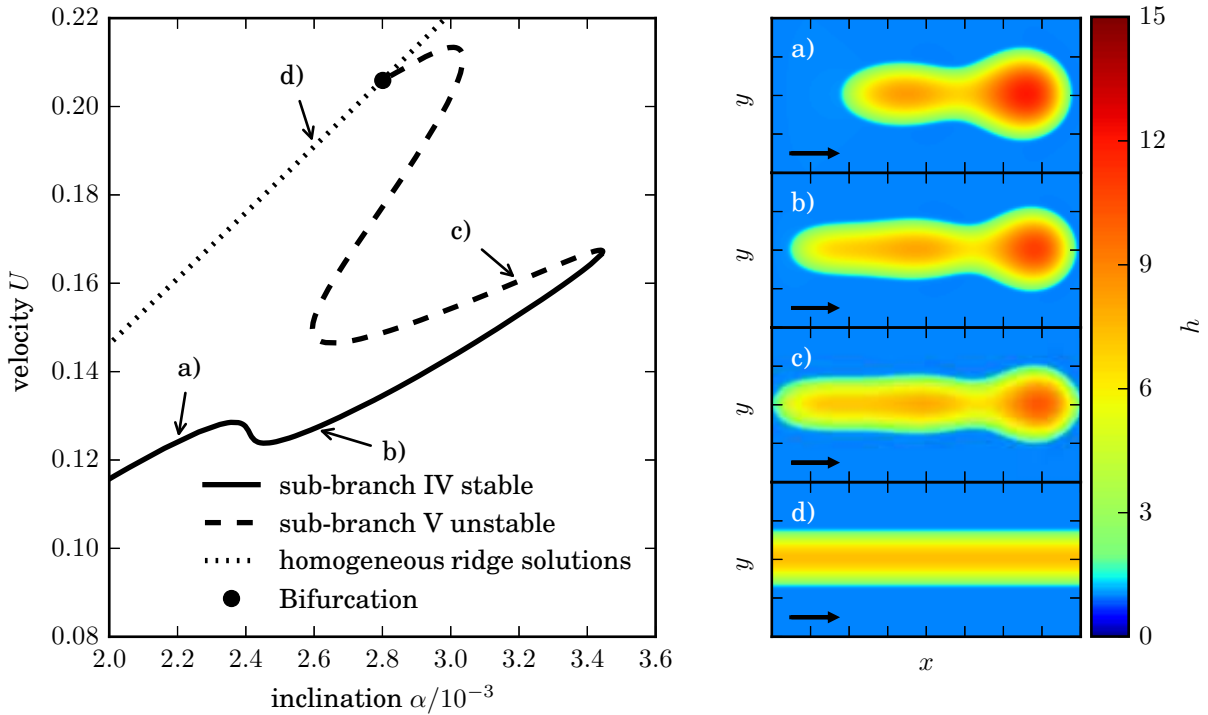 0.22
0.20
0.18
0.16
0.14
0.12
0.10
0.08
velocity U
2.0 2.2 2.4 2.6 2.8 3.0 3.2 3.4 3.6
inclination α/10⁻³
d)
c)
a)
b)
sub-branch IV stable
sub-branch V unstable
homogeneous ridge solutions
Bifurcation
a)
y
b)
y
c)
y
d)
y
x
15
12
9
6
3
0
h